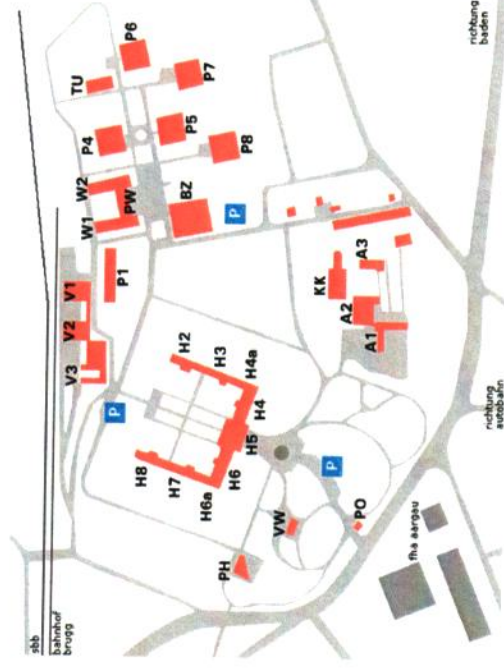 sbb
bahnhof
brugg
richtung
baden
richtung
autobahn
fha aargau
V3
V2
V1
W1
W2
PW
P1
P4
TU
P6
P7
P5
P8
BZ
P
P
P
H8
H7
H6a
H6
H5
H4
H4a
H3
H2
KK
A1
A2
A3
PH
VW
PO